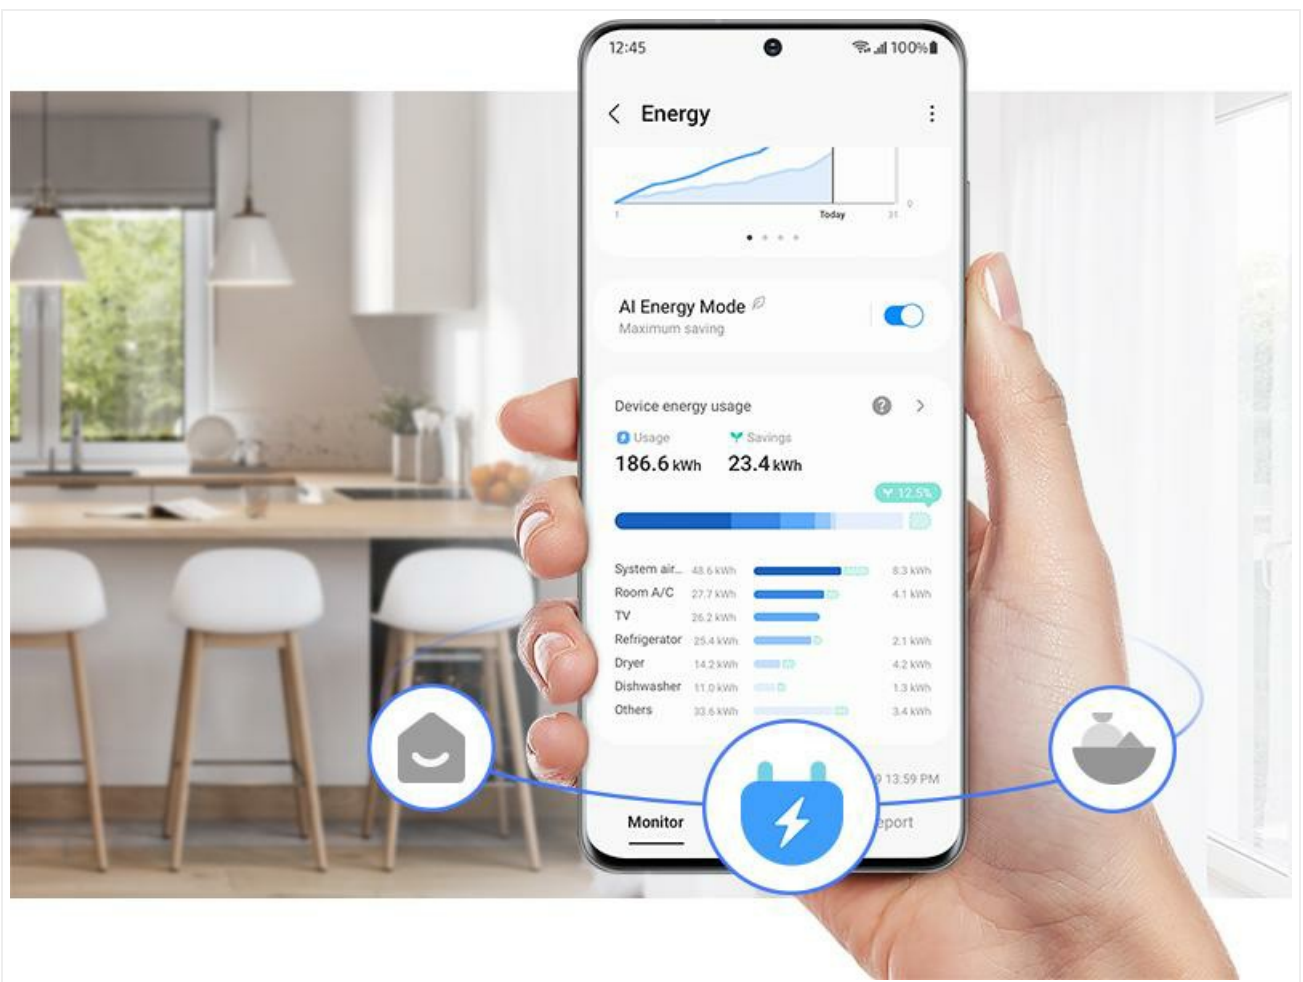 12:45
100%
Energy
1 Today 31 0
AI Energy Mode
Maximum saving
Device energy usage ?
Usage Savings
186.6 kWh 23.4 kWh
12.5%
System air... 48.6 kWh 8.3 kWh
Room A/C 27.7 kWh 4.1 kWh
TV 26.2 kWh
Refrigerator 25.4 kWh 2.1 kWh
Dryer 14.2 kWh 4.2 kWh
Dishwasher 11.0 kWh 1.3 kWh
Others 33.6 kWh 3.4 kWh
13.59 PM
Monitor